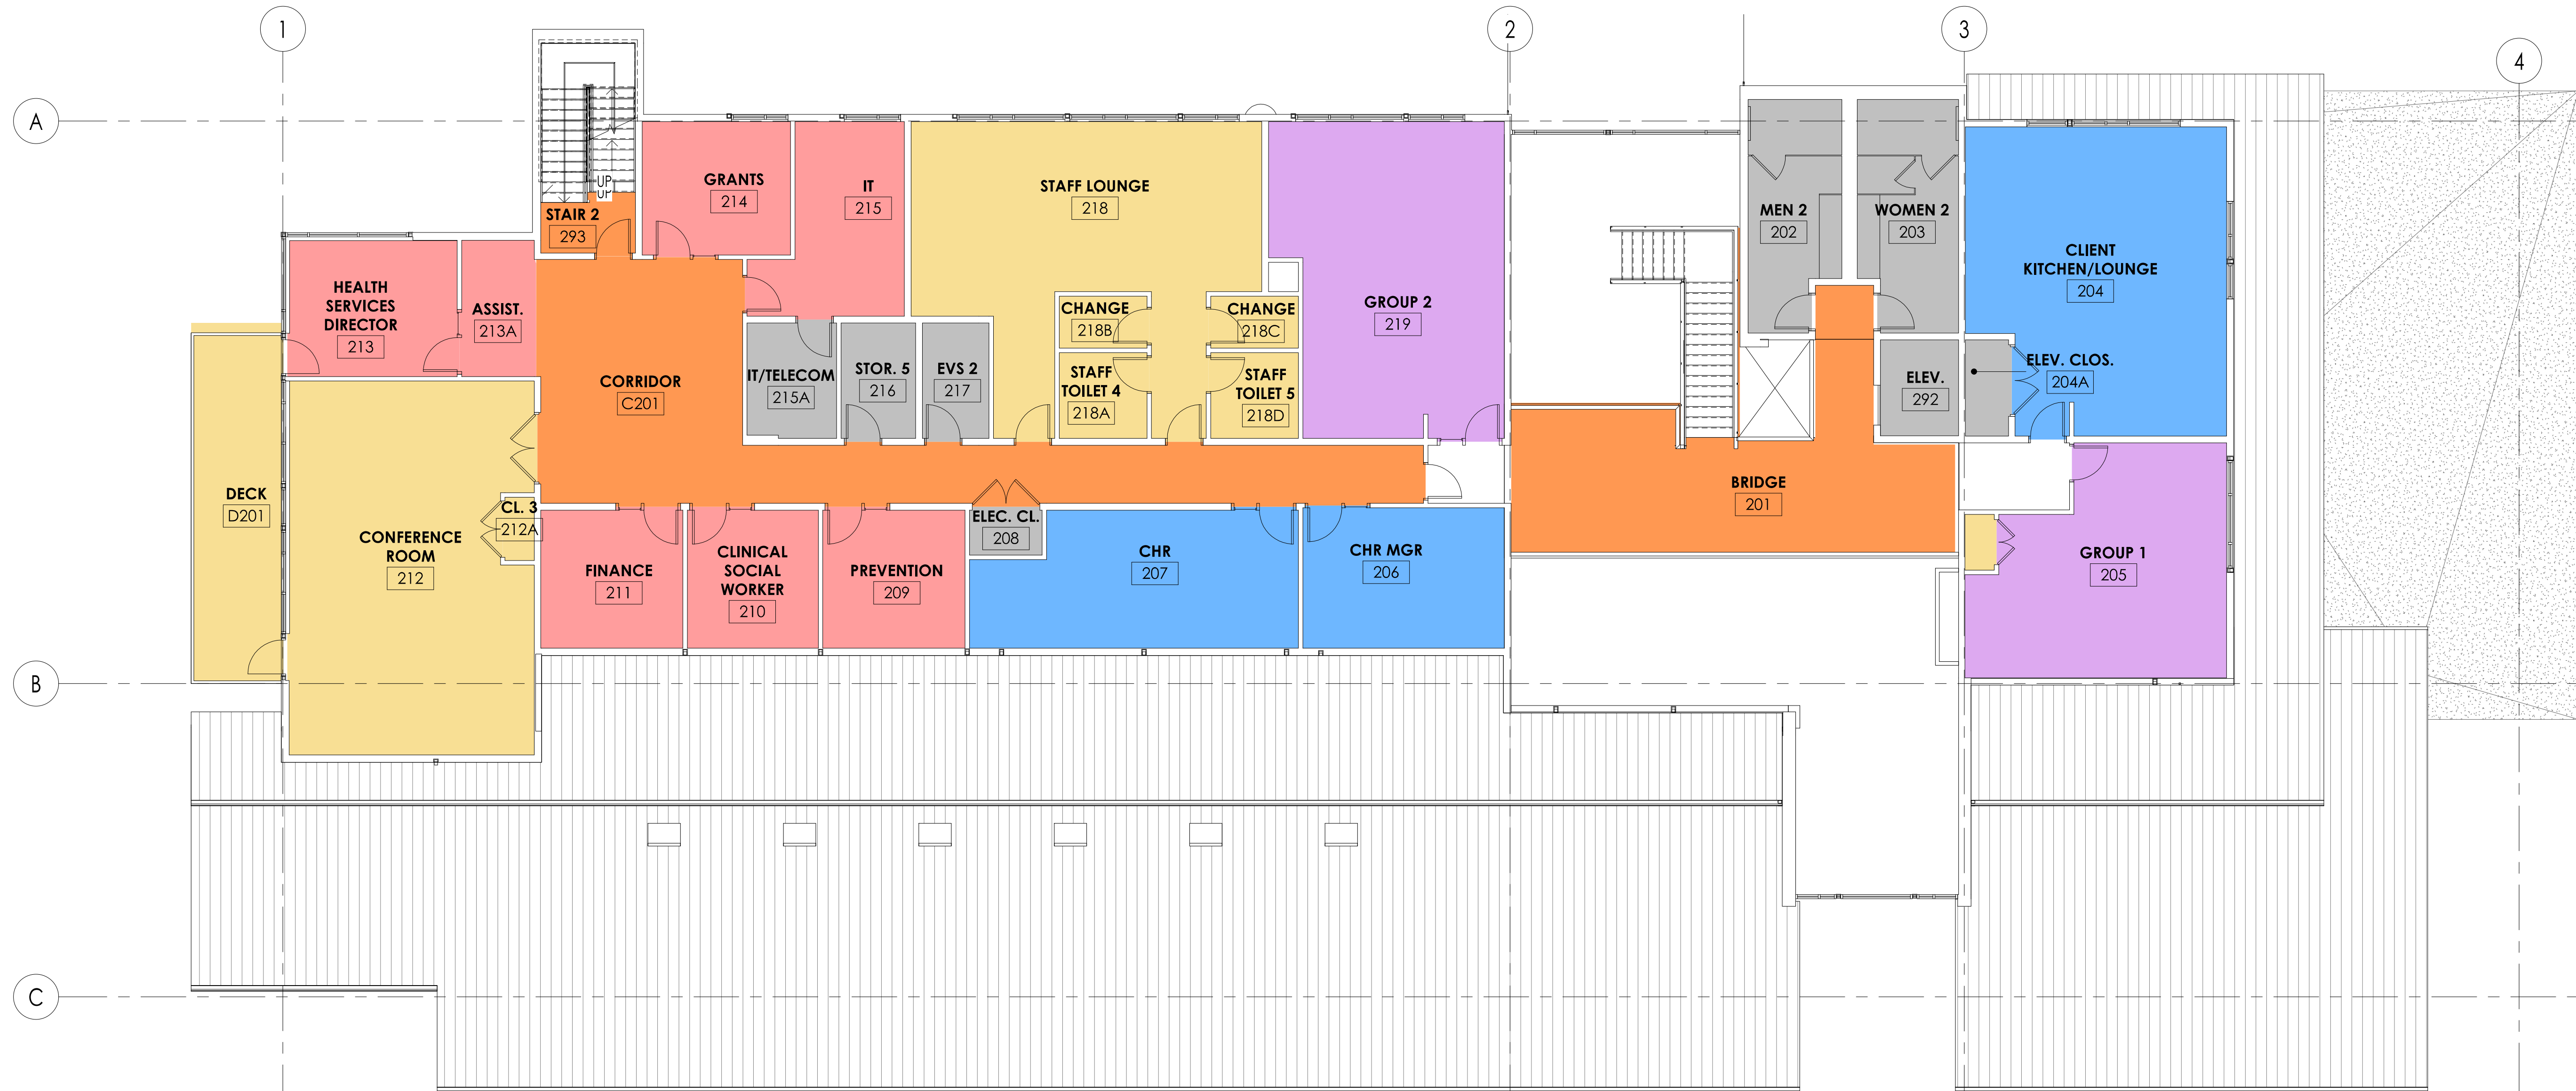 1
2
3
4
A
B
C
UP
UP
STAIR 2
293
GRANTS
214
IT
215
STAFF LOUNGE
218
GROUP 2
219
MEN 2
202
WOMEN 2
203
CLIENT
KITCHEN/LOUNGE
204
HEALTH
SERVICES
DIRECTOR
213
ASSIST.
213A
CORRIDOR
C201
IT/TELECOM
215A
STOR. 5
216
EVS 2
217
CHANGE
218B
CHANGE
218C
STAFF
TOILET 4
218A
STAFF
TOILET 5
218D
ELEV.
292
ELEV. CLOS.
204A
DECK
D201
CONFERENCE
ROOM
212
CL. 3
212A
FINANCE
211
CLINICAL
SOCIAL
WORKER
210
PREVENTION
209
ELEC. CL.
208
CHR
207
CHR MGR
206
BRIDGE
201
GROUP 1
205